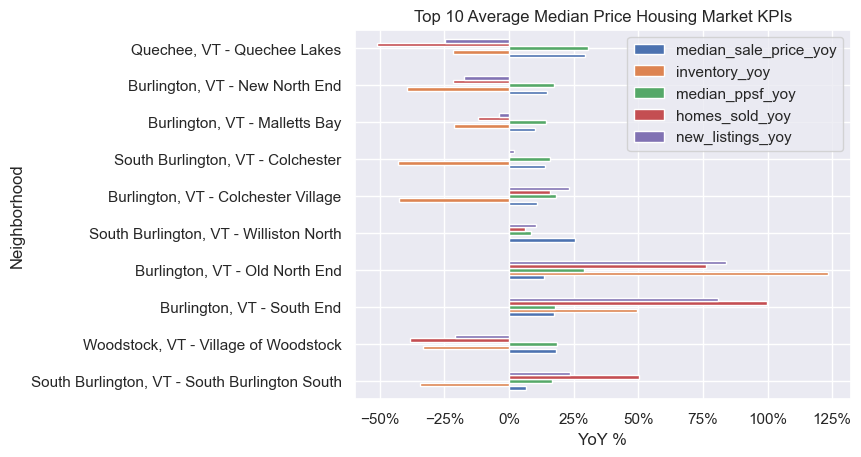 Top 10 Average Median Price Housing Market KPIs
Neighborhood
Quechee, VT - Quechee Lakes
Burlington, VT - New North End
Burlington, VT - Malletts Bay
South Burlington, VT - Colchester
Burlington, VT - Colchester Village
South Burlington, VT - Williston North
Burlington, VT - Old North End
Burlington, VT - South End
Woodstock, VT - Village of Woodstock
South Burlington, VT - South Burlington South
median_sale_price_yoy
inventory_yoy
median_ppsf_yoy
homes_sold_yoy
new_listings_yoy
−50% −25% 0% 25% 50% 75% 100% 125%
YoY %